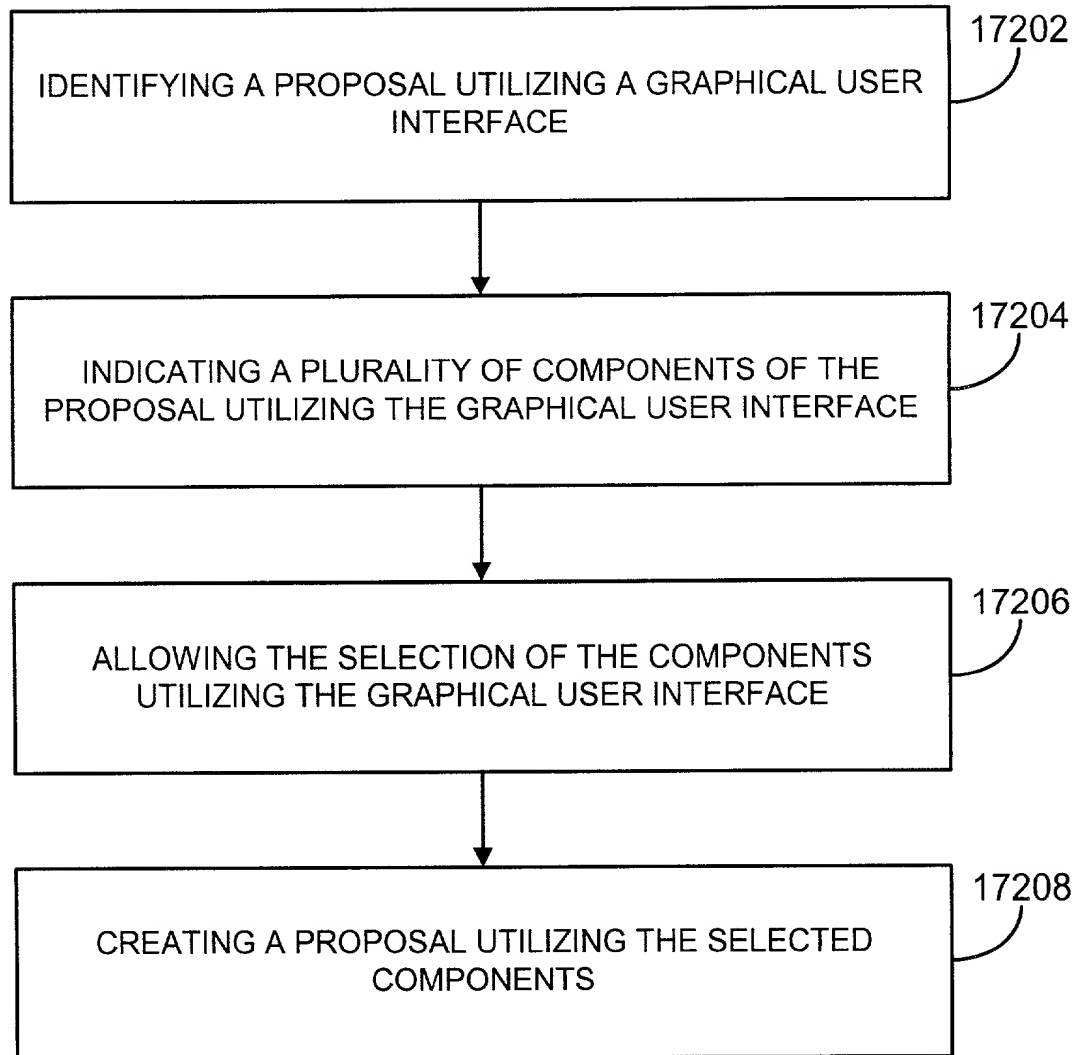 17202
IDENTIFYING A PROPOSAL UTILIZING A GRAPHICAL USER
INTERFACE
17204
INDICATING A PLURALITY OF COMPONENTS OF THE
PROPOSAL UTILIZING THE GRAPHICAL USER INTERFACE
17206
ALLOWING THE SELECTION OF THE COMPONENTS
UTILIZING THE GRAPHICAL USER INTERFACE
17208
CREATING A PROPOSAL UTILIZING THE SELECTED
COMPONENTS